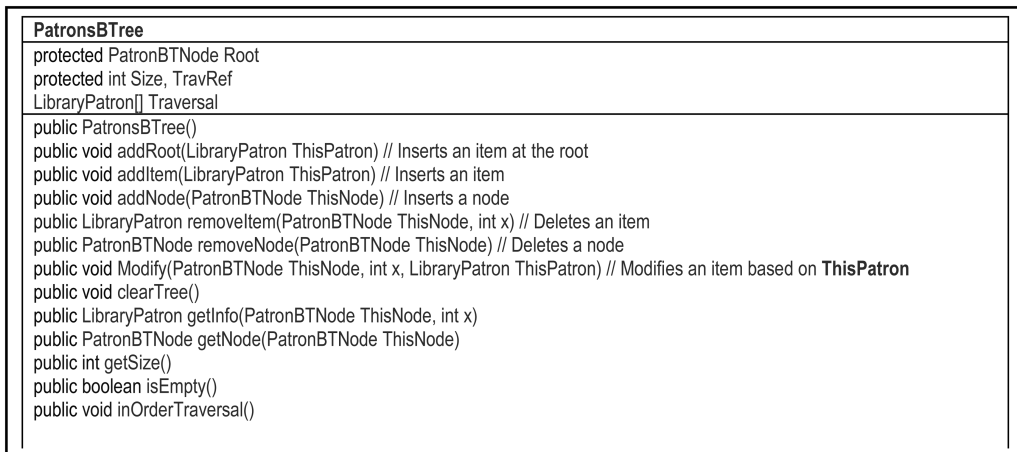 PatronsBTree
protected PatronBTNode Root
protected int Size, TravRef
LibraryPatron[] Traversal
public PatronsBTree()
public void addRoot(LibraryPatron ThisPatron) // Inserts an item at the root
public void addItem(LibraryPatron ThisPatron) // Inserts an item
public void addNode(PatronBTNode ThisNode) // Inserts a node
public LibraryPatron removeItem(PatronBTNode ThisNode, int x) // Deletes an item
public PatronBTNode removeNode(PatronBTNode ThisNode) // Deletes a node
public void Modify(PatronBTNode ThisNode, int x, LibraryPatron ThisPatron) // Modifies an item based on ThisPatron
public void clearTree()
public LibraryPatron getInfo(PatronBTNode ThisNode, int x)
public PatronBTNode getNode(PatronBTNode ThisNode)
public int getSize()
public boolean isEmpty()
public void inOrderTraversal()